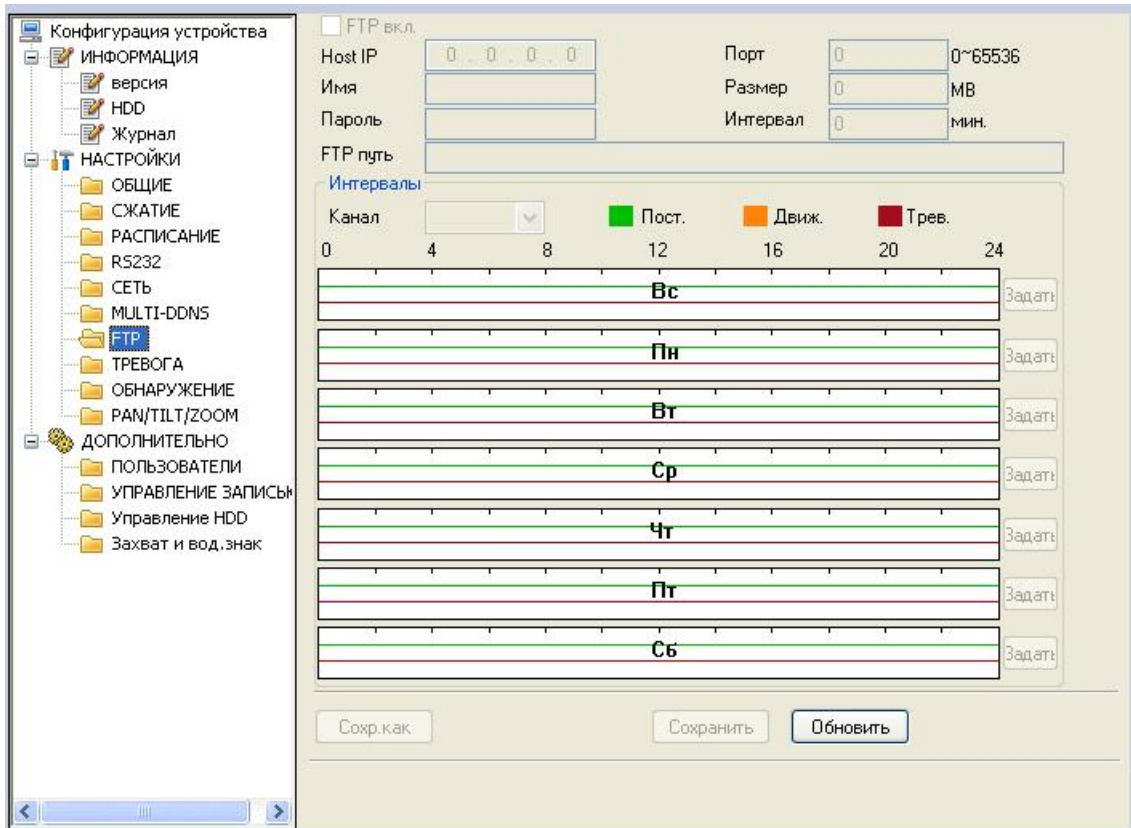 Конфигурация устройства
ИНФОРМАЦИЯ
версия
HDD
Журнал
НАСТРОЙКИ
ОБЩИЕ
СЖАТИЕ
РАСПИСАНИЕ
RS232
СЕТЬ
MULTI-DDNS
FTP
ТРЕВОГА
ОБНАРУЖЕНИЕ
PAN/TILT/ZOOM
ДОПОЛНИТЕЛЬНО
ПОЛЬЗОВАТЕЛИ
УПРАВЛЕНИЕ ЗАПИСЬЮ
Управление HDD
Захват и вод.знак
FTP вкл.
Host IP 0 . 0 . 0 . 0 Порт 0 0~65536
Имя Размер 0 MB
Пароль Интервал 0 мин.
FTP путь
Интервалы
Канал Пост. Движ. Трев.
0 4 8 12 16 20 24
Вс Задать
Пн Задать
Вт Задать
Ср Задать
Чт Задать
Пт Задать
Сб Задать
Сохр.как Сохранить Обновить